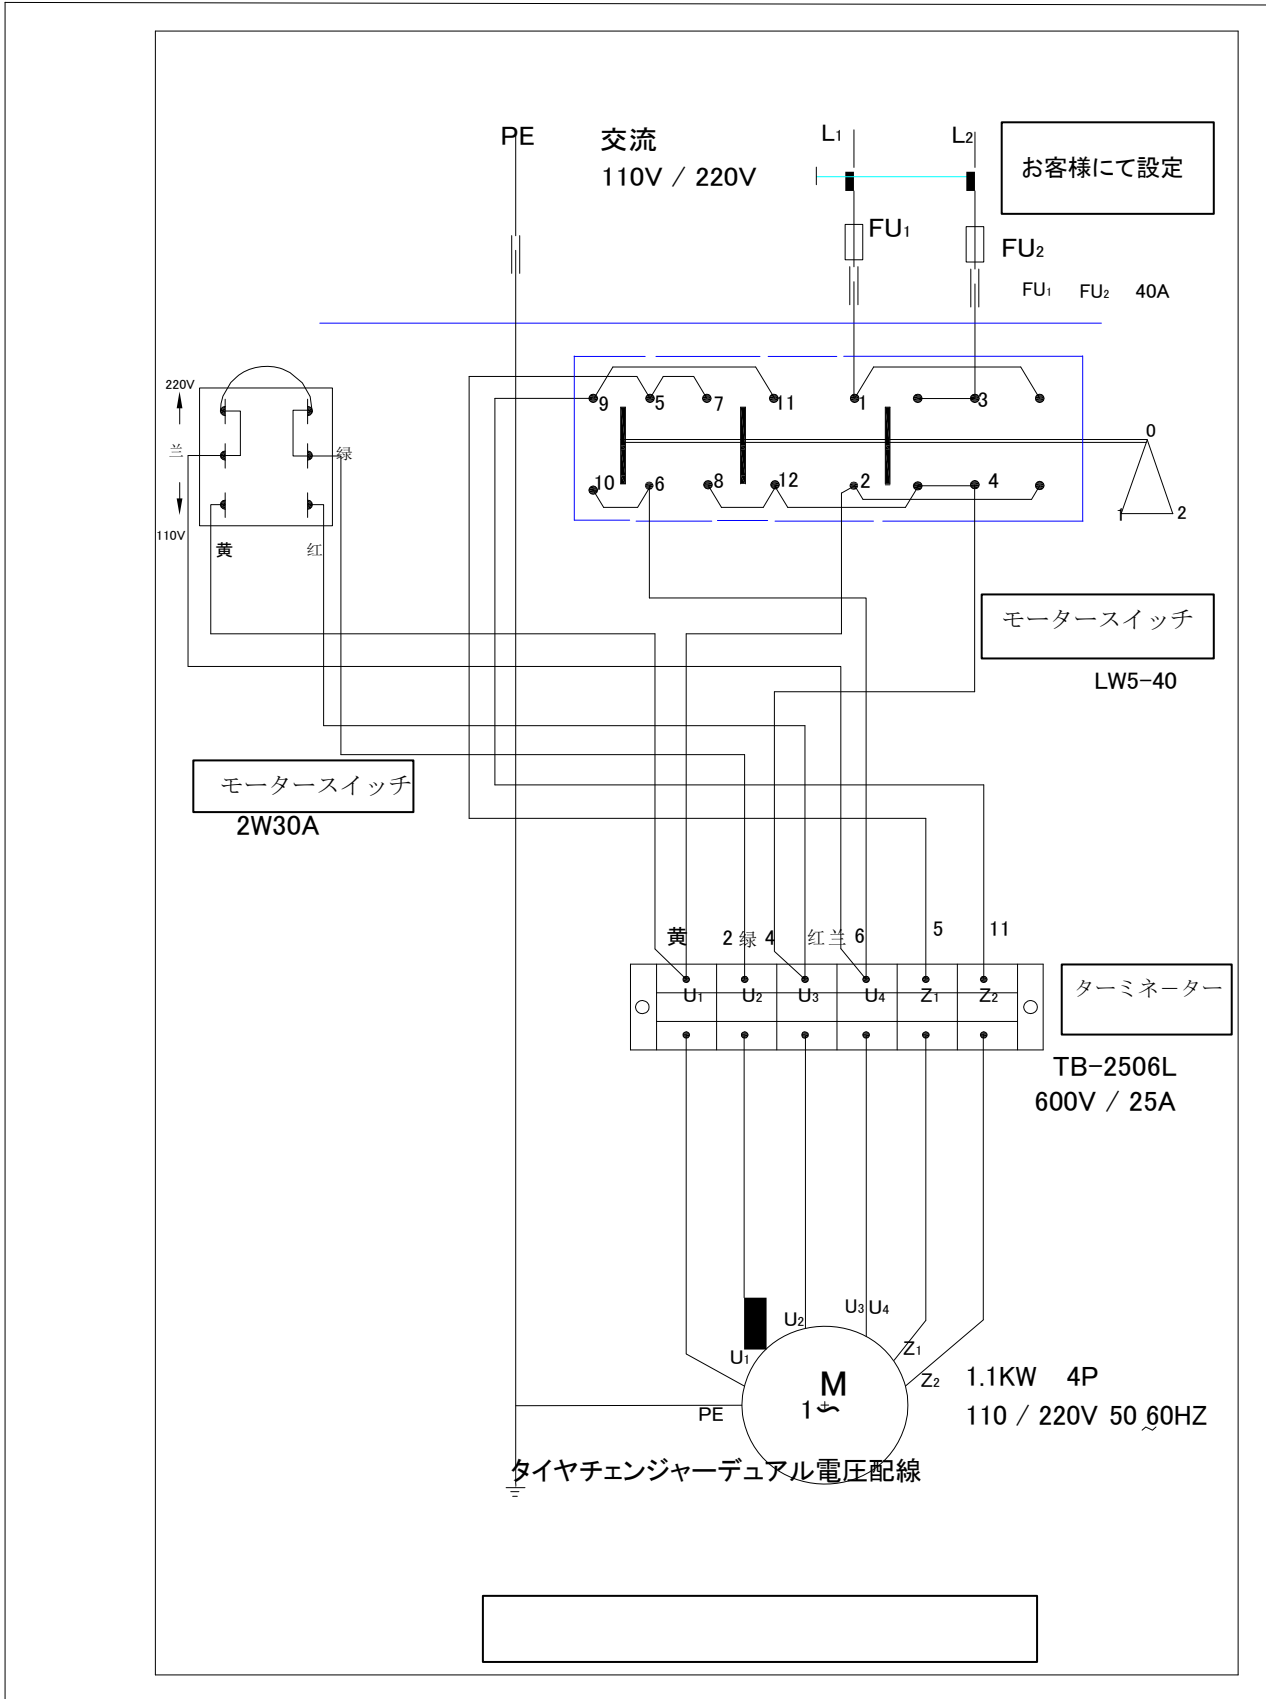 PE
交流
110V / 220V
L1
L2
お客様にて設定
FU1
FU2
FU1 FU2 40A
220V
兰
绿
110V
黄
红
9 5 7 11 1 3
10 6 8 12 2 4
0
1 2
モータースイッチ
LW5-40
モータースイッチ
2W30A
黄 2 绿 4 红 兰 6 5 11
U1 U2 U3 U4 Z1 Z2
ターミネーター
TB-2506L
600V / 25A
U1 U2 U3 U4 Z1 Z2
PE
M
1~
1.1KW 4P
110 / 220V 50~60HZ
タイヤチェンジャーデュアル電圧配線